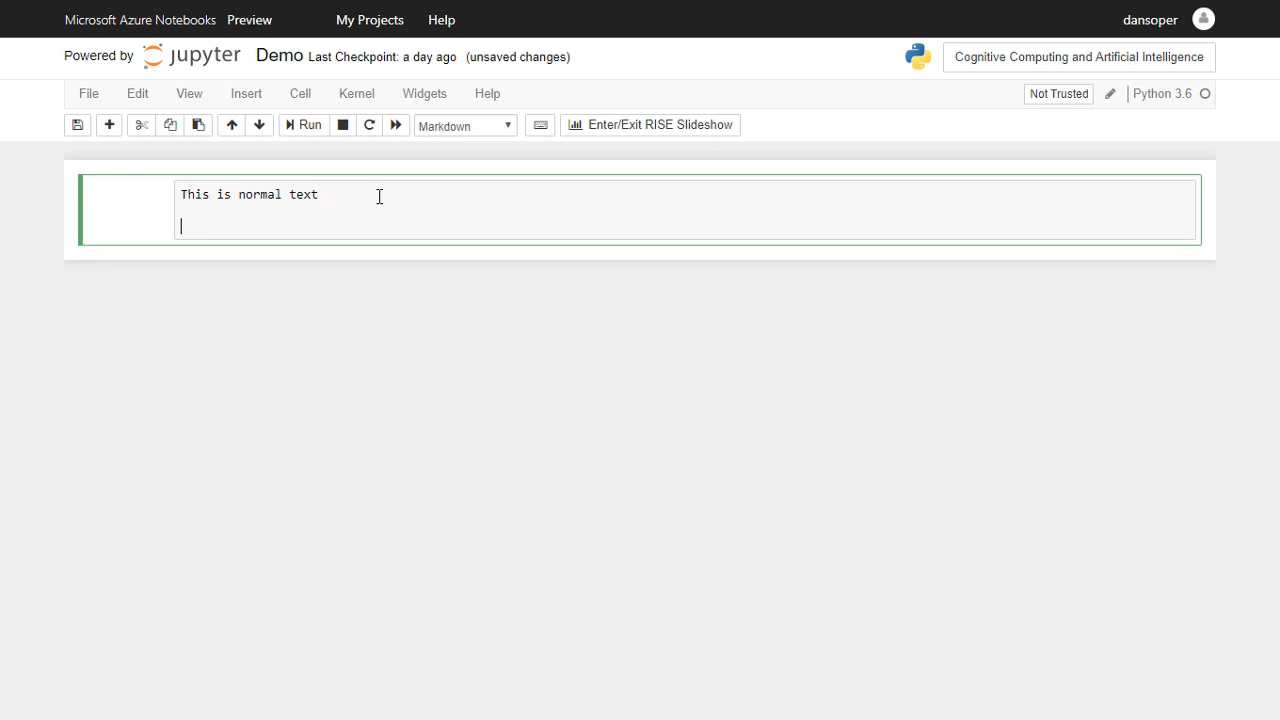 Microsoft Azure Notebooks Preview My Projects Help dansoper
Powered by jupyter Demo Last Checkpoint: a day ago (unsaved changes) Cognitive Computing and Artificial Intelligence
File Edit View Insert Cell Kernel Widgets Help Not Trusted Python 3.6
Run Markdown Enter/Exit RISE Slideshow
This is normal text